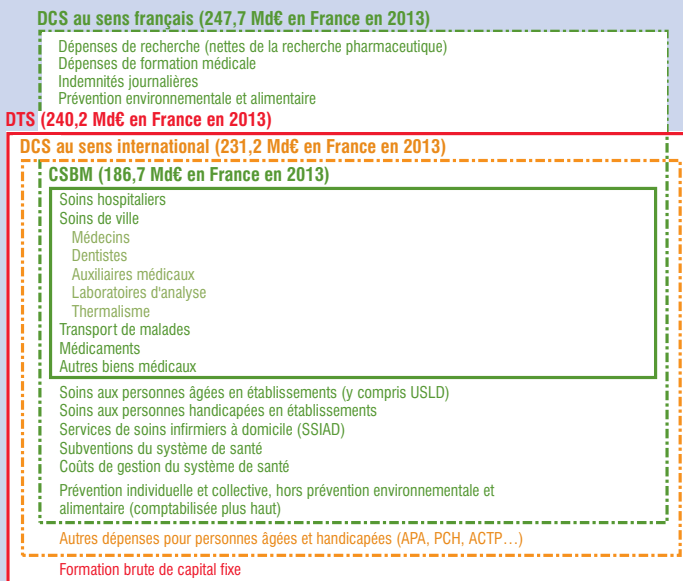 DCS au sens français (247,7 Md€ en France en 2013)
Dépenses de recherche (nettes de la recherche pharmaceutique)
Dépenses de formation médicale
Indemnités journalières
Prévention environnementale et alimentaire
DTS (240,2 Md€ en France en 2013)
DCS au sens international (231,2 Md€ en France en 2013)
CSBM (186,7 Md€ en France en 2013)
Soins hospitaliers
Soins de ville
Médecins
Dentistes
Auxiliaires médicaux
Laboratoires d'analyse
Thermalisme
Transport de malades
Médicaments
Autres biens médicaux
Soins aux personnes âgées en établissements (y compris USLD)
Soins aux personnes handicapées en établissements
Services de soins infirmiers à domicile (SSIAD)
Subventions du système de santé
Coûts de gestion du système de santé
Prévention individuelle et collective, hors prévention environnementale et
alimentaire (comptabilisée plus haut)
Autres dépenses pour personnes âgées et handicapées (APA, PCH, ACTP…)
Formation brute de capital fixe